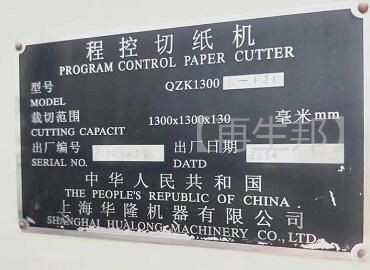 程控切纸机
PROGRAM CONTROL PAPER CUTTER
型号 QZK1300
MODEL
裁切范围 1300x1300x130 毫米mm
CUTTING CAPACIT
出厂编号 出厂日期
SERIAL NO. DATD
【再生邦】
中华人民共和国
THE PEOPLE'S REPUBLIC OF CHINA
上海华隆机器有限公司
SHANGHAI HUALONG MACHINERY CO., LTD